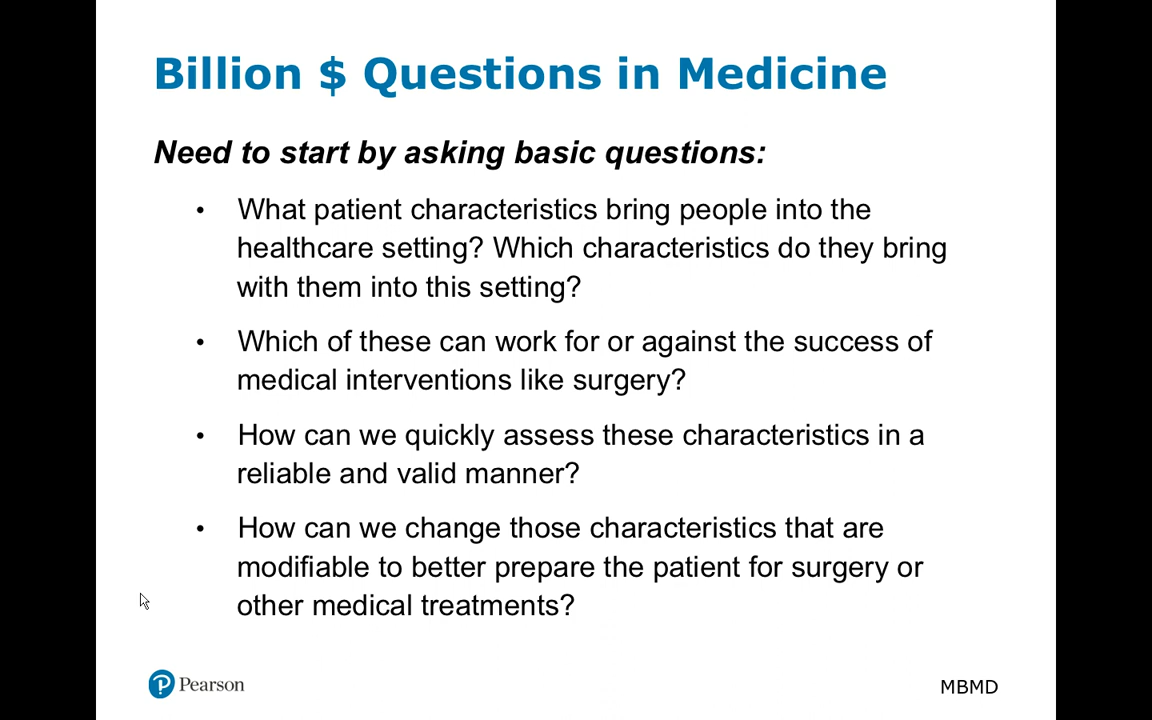 Billion $ Questions in Medicine
Need to start by asking basic questions:
• What patient characteristics bring people into the
healthcare setting? Which characteristics do they bring
with them into this setting?
• Which of these can work for or against the success of
medical interventions like surgery?
• How can we quickly assess these characteristics in a
reliable and valid manner?
• How can we change those characteristics that are
modifiable to better prepare the patient for surgery or
other medical treatments?
Pearson
MBMD